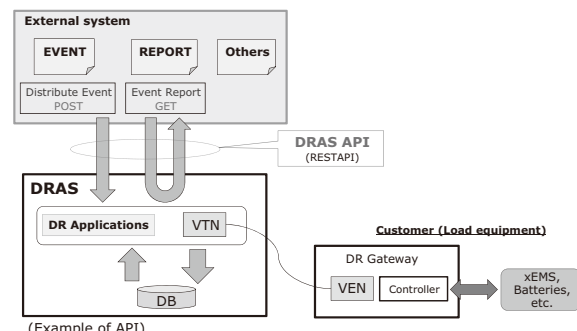 External system
EVENT
REPORT
Others
Distribute Event
POST
Event Report
GET
DRAS API
(RESTAPI)
DRAS
DR Applications
VTN
DB
Customer (Load equipment)
DR Gateway
VEN
Controller
xEMS,
Batteries,
etc.
(Example of API)